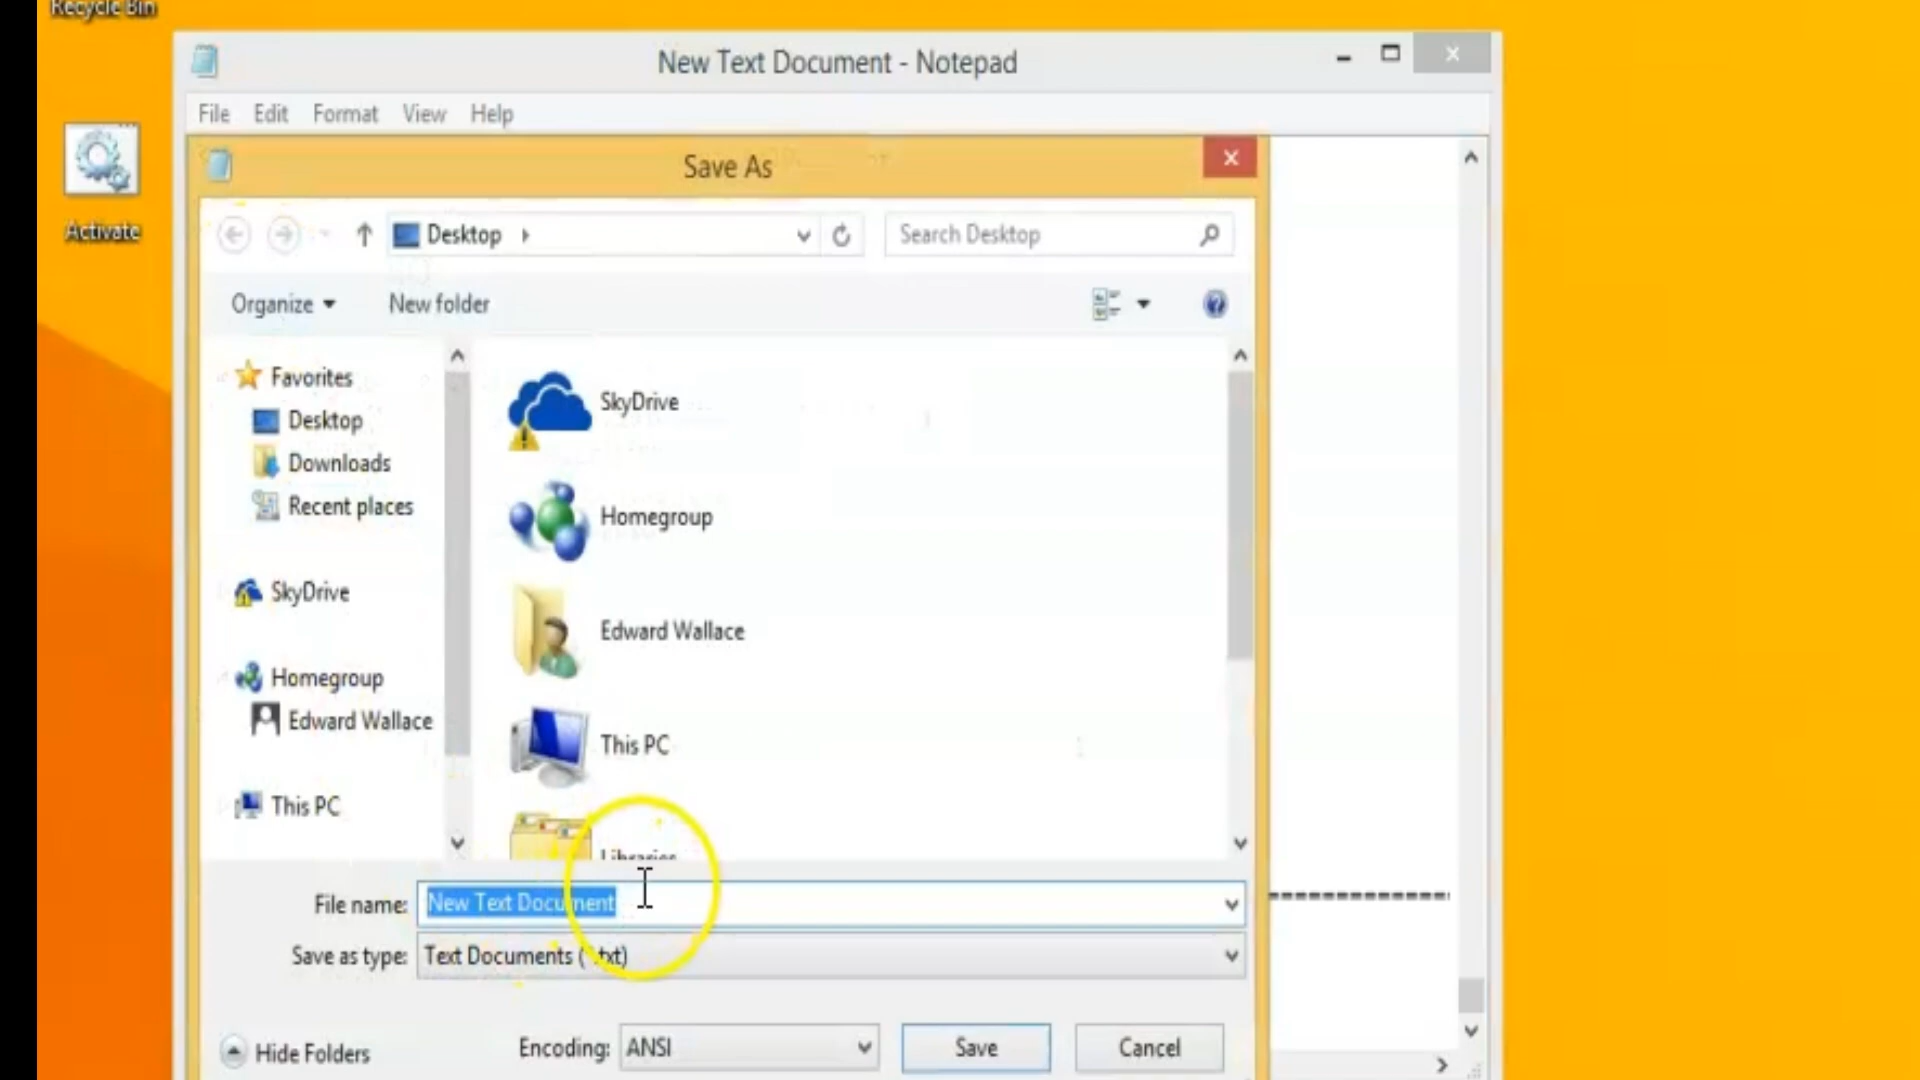 Recycle Bin
New Text Document - Notepad
File Edit Format View Help
Activate
Save As
Desktop
Search Desktop
Organize New folder
Favorites
Desktop
Downloads
Recent places
SkyDrive
Homegroup
Edward Wallace
This PC
SkyDrive
Homegroup
Edward Wallace
This PC
Libraries
File name: New Text Document
Save as type: Text Documents (*.txt)
Hide Folders
Encoding: ANSI
Save
Cancel